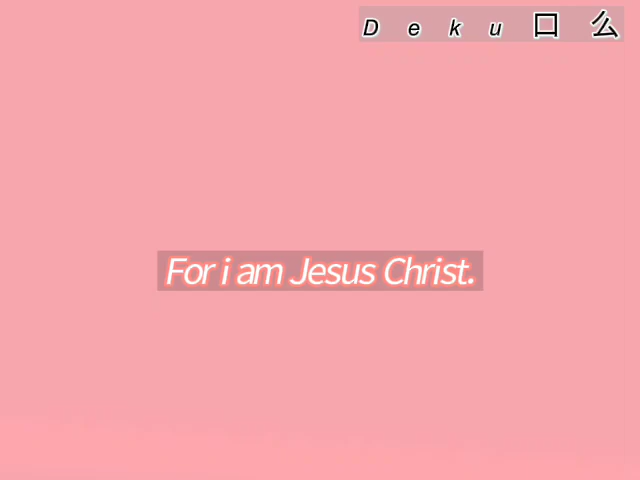 D e k u 口 么
For i am Jesus Christ.